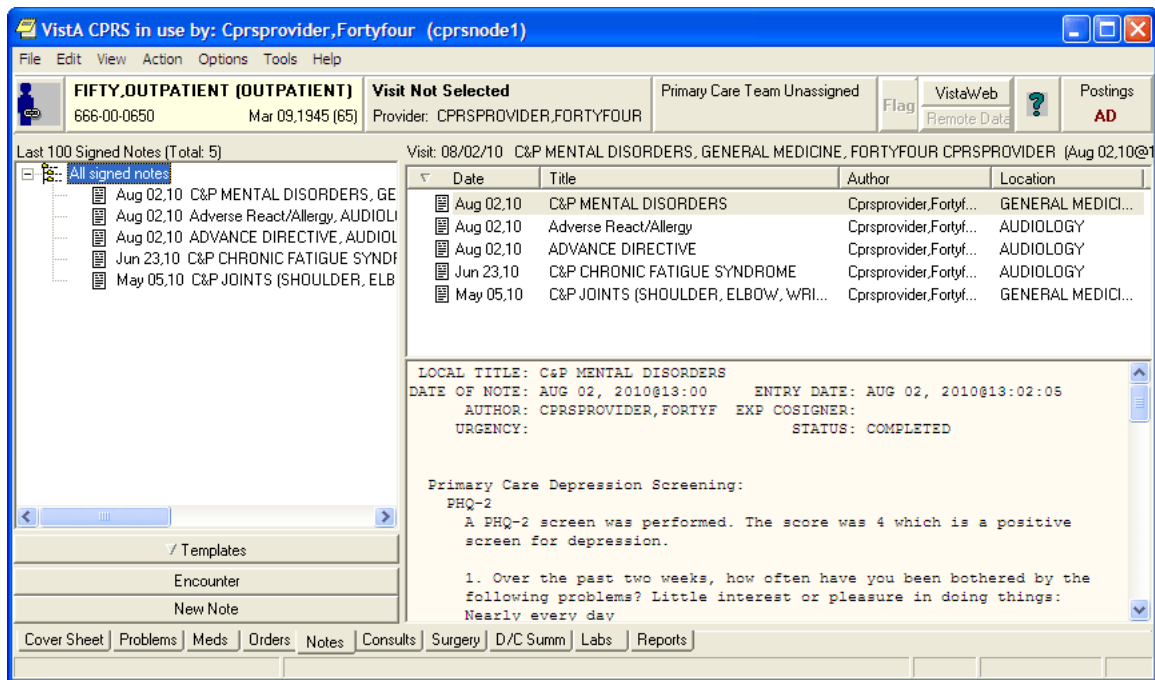 VistA CPRS in use by: Cprsprovider,Fortyfour (cprsnode1)
File Edit View Action Options Tools Help
FIFTY,OUTPATIENT (OUTPATIENT) Visit Not Selected Primary Care Team Unassigned Flag VistaWeb ? Postings
666-00-0650 Mar 09,1945 (65) Provider: CPRSPROVIDER,FORTYFOUR Remote Data AD
Last 100 Signed Notes (Total: 5) Visit: 08/02/10 C&P MENTAL DISORDERS, GENERAL MEDICINE, FORTYFOUR CPRSPROVIDER (Aug 02,10@1
All signed notes
Aug 02,10 C&P MENTAL DISORDERS, GE
Aug 02,10 Adverse React/Allergy, AUDIOL
Aug 02,10 ADVANCE DIRECTIVE, AUDIOL
Jun 23,10 C&P CHRONIC FATIGUE SYNDR
May 05,10 C&P JOINTS (SHOULDER, ELB
Date Title Author Location
Aug 02,10 C&P MENTAL DISORDERS Cprsprovider,Fortyf... GENERAL MEDICI...
Aug 02,10 Adverse React/Allergy Cprsprovider,Fortyf... AUDIOLOGY
Aug 02,10 ADVANCE DIRECTIVE Cprsprovider,Fortyf... AUDIOLOGY
Jun 23,10 C&P CHRONIC FATIGUE SYNDROME Cprsprovider,Fortyf... AUDIOLOGY
May 05,10 C&P JOINTS (SHOULDER, ELBOW, WRI... Cprsprovider,Fortyf... GENERAL MEDICI...
LOCAL TITLE: C&P MENTAL DISORDERS
DATE OF NOTE: AUG 02, 2010@13:00 ENTRY DATE: AUG 02, 2010@13:02:05
AUTHOR: CPRSPROVIDER,FORTYF EXP COSIGNER:
URGENCY: STATUS: COMPLETED
Primary Care Depression Screening:
PHQ-2
A PHQ-2 screen was performed. The score was 4 which is a positive
screen for depression.
1. Over the past two weeks, how often have you been bothered by the
following problems? Little interest or pleasure in doing things:
Nearly every day
Templates
Encounter
New Note
Cover Sheet Problems Meds Orders Notes Consults Surgery D/C Summ Labs Reports